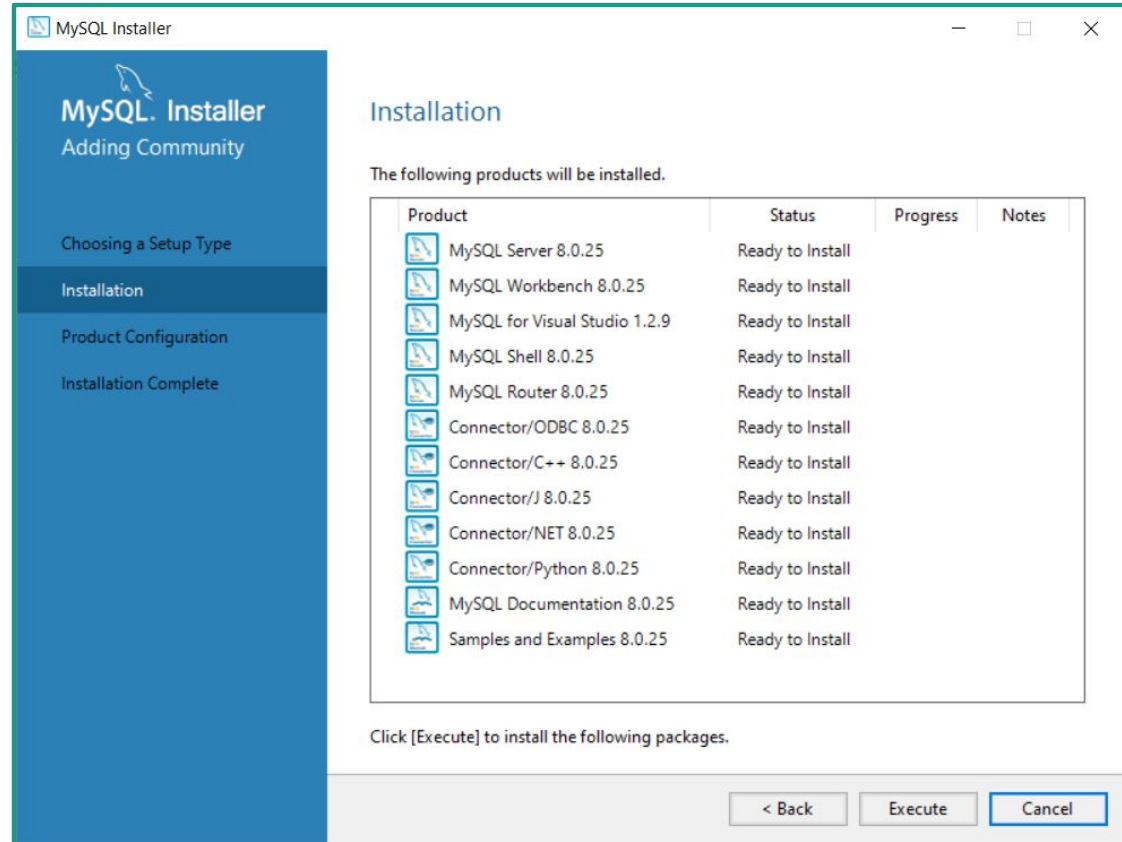 MySQL Installer
MySQL. Installer
Adding Community
Choosing a Setup Type
Installation
Product Configuration
Installation Complete
Installation
The following products will be installed.
Product Status Progress Notes
MySQL Server 8.0.25 Ready to Install
MySQL Workbench 8.0.25 Ready to Install
MySQL for Visual Studio 1.2.9 Ready to Install
MySQL Shell 8.0.25 Ready to Install
MySQL Router 8.0.25 Ready to Install
Connector/ODBC 8.0.25 Ready to Install
Connector/C++ 8.0.25 Ready to Install
Connector/J 8.0.25 Ready to Install
Connector/NET 8.0.25 Ready to Install
Connector/Python 8.0.25 Ready to Install
MySQL Documentation 8.0.25 Ready to Install
Samples and Examples 8.0.25 Ready to Install
Click [Execute] to install the following packages.
< Back Execute Cancel